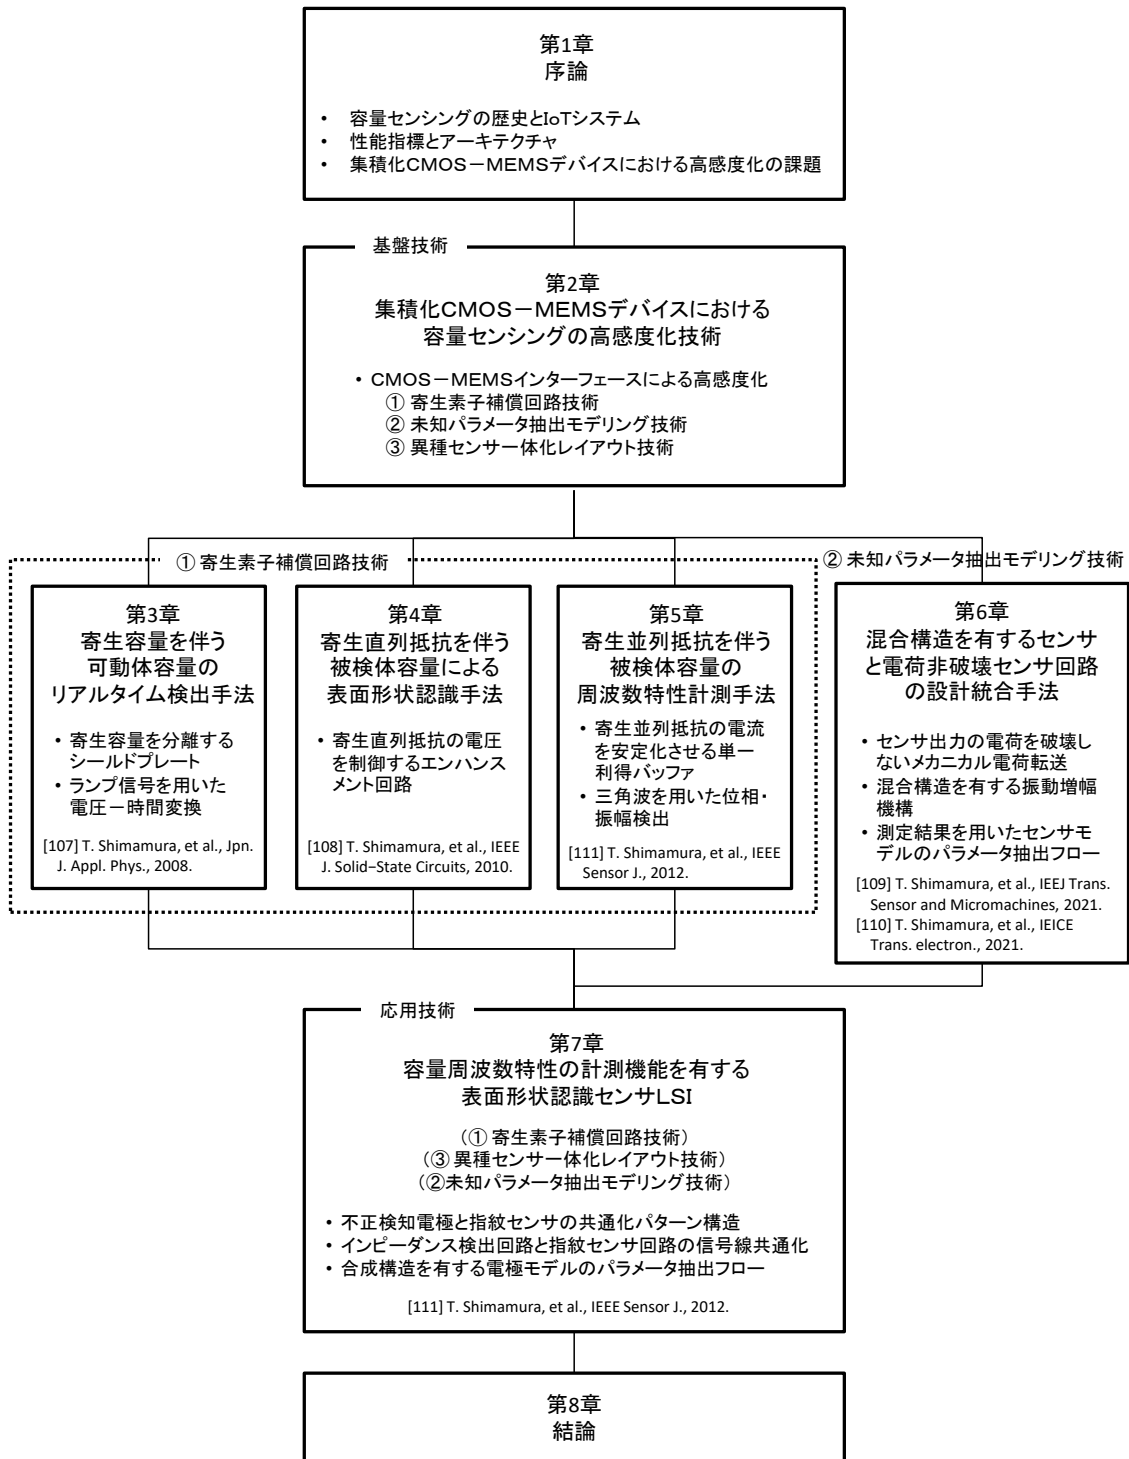 第1章
序論
• 容量センシングの歴史とIoTシステム
• 性能指標とアーキテクチャ
• 集積化CMOS－MEMSデバイスにおける高感度化の課題
基盤技術
第2章
集積化CMOS－MEMSデバイスにおける
容量センシングの高感度化技術
• CMOS－MEMSインターフェースによる高感度化
① 寄生素子補償回路技術
② 未知パラメータ抽出モデリング技術
③ 異種センサ一体化レイアウト技術
① 寄生素子補償回路技術
第3章
寄生容量を伴う
可動体容量の
リアルタイム検出手法
• 寄生容量を分離する
シールドプレート
• ランプ信号を用いた
電圧－時間変換
[107] T. Shimamura, et al., Jpn.
J. Appl. Phys., 2008.
第4章
寄生直列抵抗を伴う
被検体容量による
表面形状認識手法
• 寄生直列抵抗の電圧
を制御するエンハンス
メント回路
[108] T. Shimamura, et al., IEEE
J. Solid−State Circuits, 2010.
第5章
寄生並列抵抗を伴う
被検体容量の
周波数特性計測手法
• 寄生並列抵抗の電流
を安定化させる単一
利得バッファ
• 三角波を用いた位相・
振幅検出
[111] T. Shimamura, et al., IEEE
Sensor J., 2012.
② 未知パラメータ抽出モデリング技術
第6章
混合構造を有するセンサ
と電荷非破壊センサ回路
の設計統合手法
• センサ出力の電荷を破壊し
ないメカニカル電荷転送
• 混合構造を有する振動増幅
機構
• 測定結果を用いたセンサモ
デルのパラメータ抽出フロー
[109] T. Shimamura, et al., IEEJ Trans.
Sensor and Micromachines, 2021.
[110] T. Shimamura, et al., IEICE
Trans. electron., 2021.
応用技術
第7章
容量周波数特性の計測機能を有する
表面形状認識センサLSI
（① 寄生素子補償回路技術）
（③ 異種センサ一体化レイアウト技術）
（②未知パラメータ抽出モデリング技術）
• 不正検知電極と指紋センサの共通化パターン構造
• インピーダンス検出回路と指紋センサ回路の信号線共通化
• 合成構造を有する電極モデルのパラメータ抽出フロー
[111] T. Shimamura, et al., IEEE Sensor J., 2012.
第8章
結論